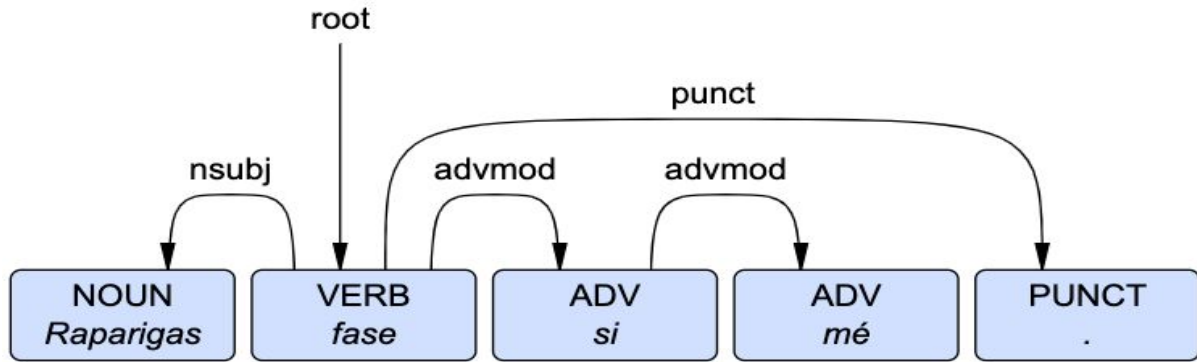 root
punct
nsubj advmod advmod
NOUN VERB ADV ADV PUNCT
Raparigas fase si mé .